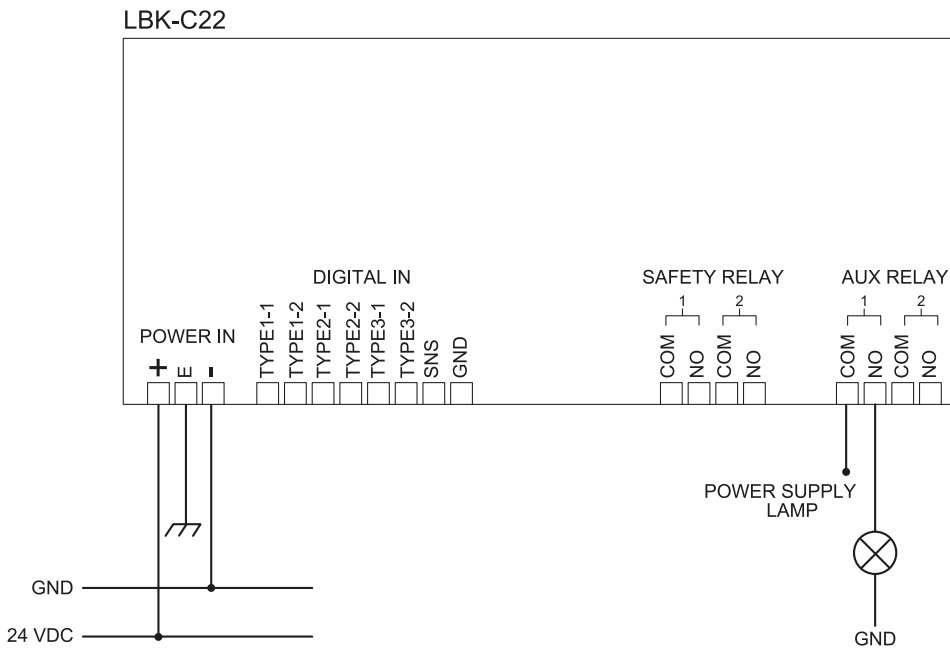 LBK-C22
DIGITAL IN
SAFETY RELAY
AUX RELAY
1
2
1
2
POWER IN
+
E
-
TYPE1-1
TYPE1-2
TYPE2-1
TYPE2-2
TYPE3-1
TYPE3-2
SNS
GND
COM
NO
COM
NO
COM
NO
COM
NO
POWER SUPPLY
LAMP
GND
24 VDC
GND